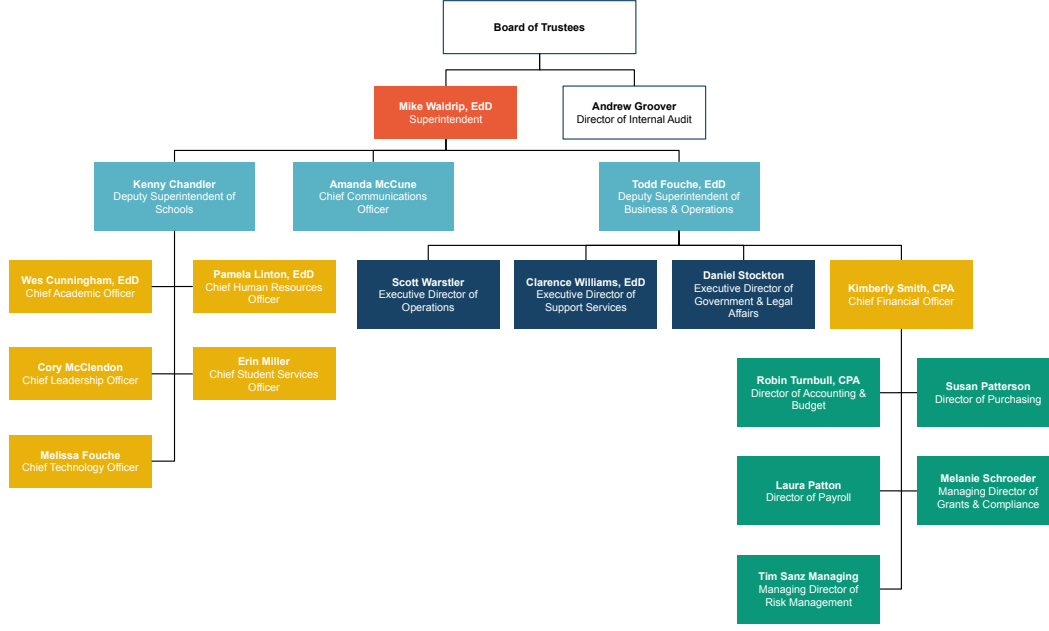 Board of Trustees
Mike Waldrip, EdD
Superintendent
Andrew Groover
Director of Internal Audit
Kenny Chandler
Deputy Superintendent of
Schools
Amanda McCune
Chief Communications
Officer
Todd Fouche, EdD
Deputy Superintendent of
Business & Operations
Wes Cunningham, EdD
Chief Academic Officer
Pamela Linton, EdD
Chief Human Resources
Officer
Scott Warstler
Executive Director of
Operations
Clarence Williams, EdD
Executive Director of
Support Services
Daniel Stockton
Executive Director of
Government & Legal
Affairs
Kimberly Smith, CPA
Chief Financial Officer
Cory McClendon
Chief Leadership Officer
Erin Miller
Chief Student Services
Officer
Robin Turnbull, CPA
Director of Accounting &
Budget
Susan Patterson
Director of Purchasing
Melissa Fouche
Chief Technology Officer
Laura Patton
Director of Payroll
Melanie Schroeder
Managing Director of
Grants & Compliance
Tim Sanz Managing
Managing Director of
Risk Management